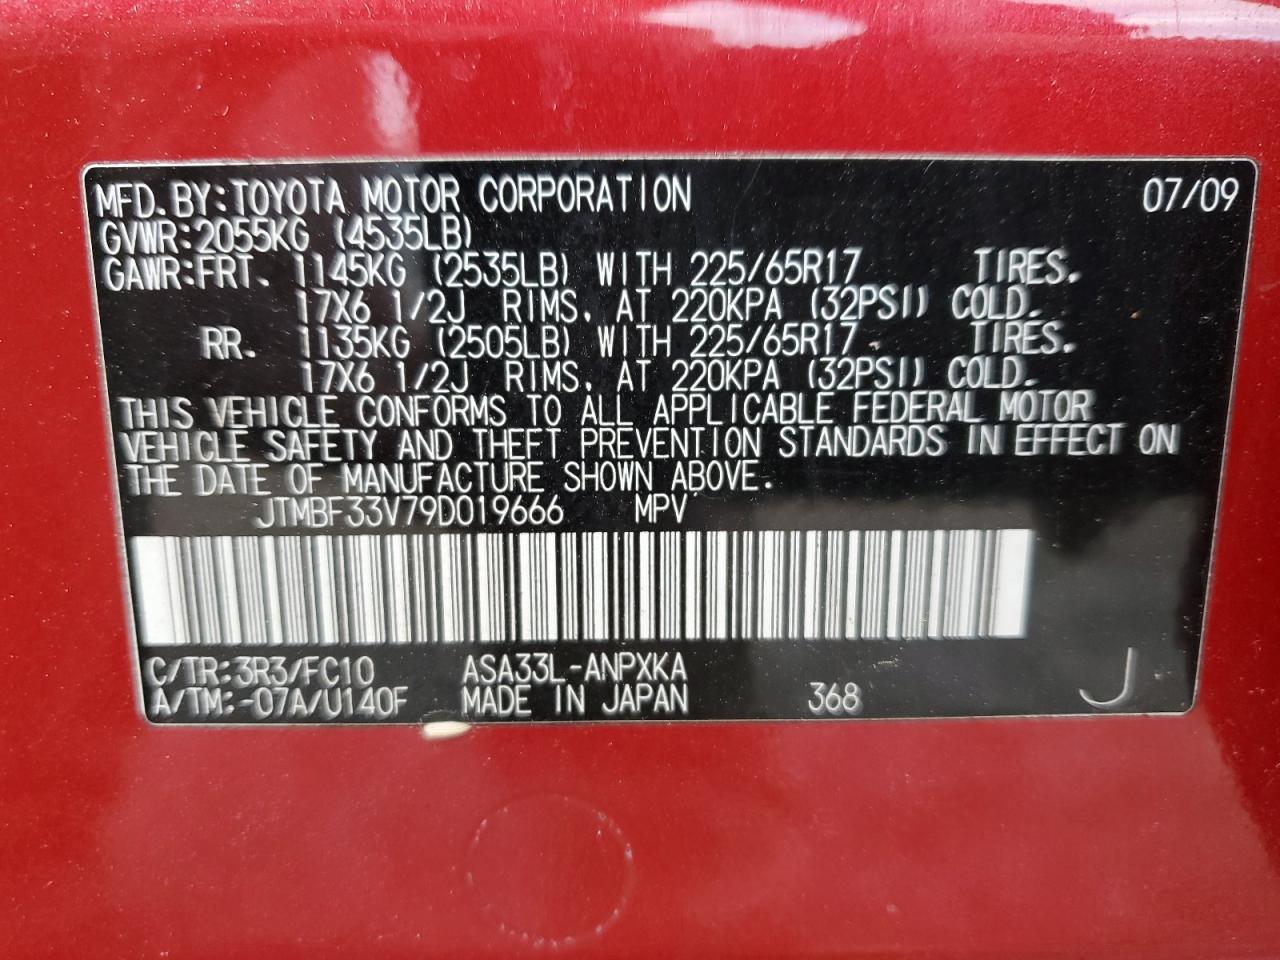 MFD. BY: TOYOTA MOTOR CORPORATION 07/09
GVWR: 2055KG (4535LB)
GAWR: FRT. 1145KG (2535LB) WITH 225/65R17 TIRES.
17X6 1/2J RIMS, AT 220KPA (32PSI) COLD.
RR. 1135KG (2505LB) WITH 225/65R17 TIRES.
17X6 1/2J RIMS, AT 220KPA (32PSI) COLD.
THIS VEHICLE CONFORMS TO ALL APPLICABLE FEDERAL MOTOR
VEHICLE SAFETY AND THEFT PREVENTION STANDARDS IN EFFECT ON
THE DATE OF MANUFACTURE SHOWN ABOVE.
JTMBF33V79D019666 MPV
C/TR: 3R3/FC10 ASA33L-ANPXKA
A/TM: -07A/U140F MADE IN JAPAN 368 J